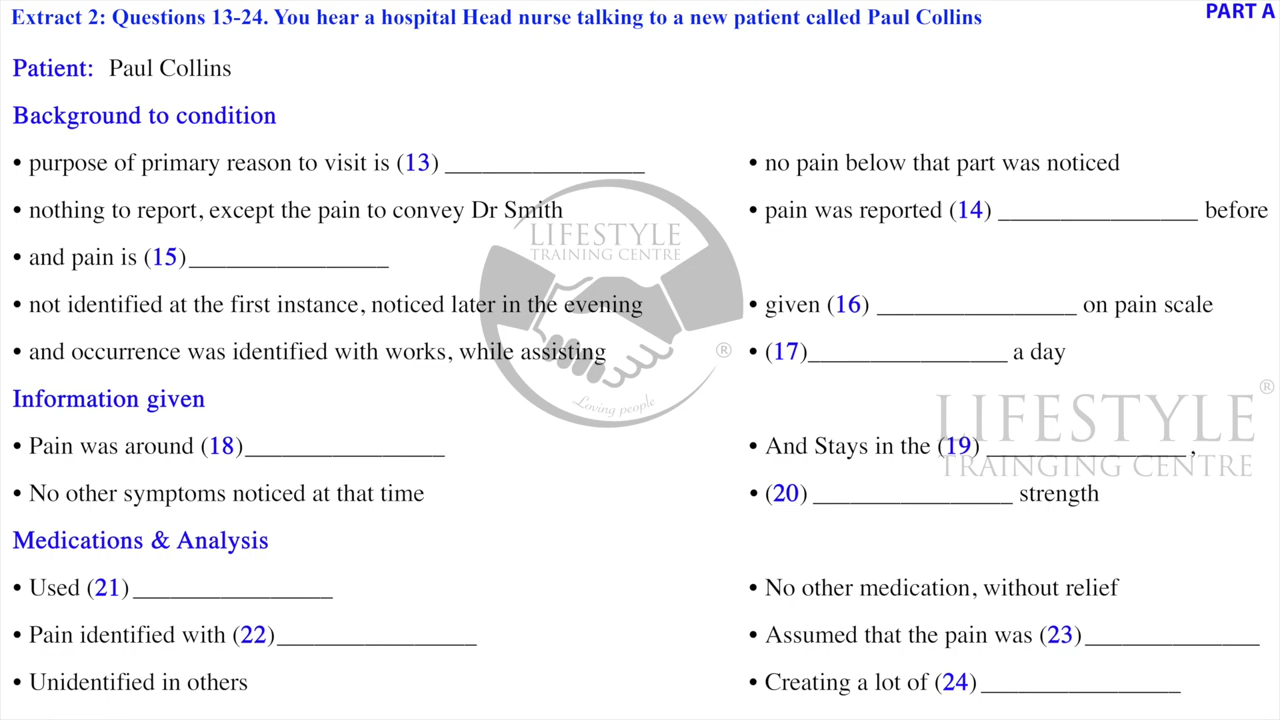 Extract 2: Questions 13-24. You hear a hospital Head nurse talking to a new patient called Paul Collins
PART A
Patient: Paul Collins
Background to condition
• purpose of primary reason to visit is (13) ________________
• no pain below that part was noticed
• nothing to report, except the pain to convey Dr Smith
• pain was reported (14) ________________ before
• and pain is (15)________________
• not identified at the first instance, noticed later in the evening
• given (16) ________________ on pain scale
• and occurrence was identified with works, while assisting
• (17)________________ a day
Information given
• Pain was around (18)________________
• And Stays in the (19) ________________ ,
• No other symptoms noticed at that time
• (20) ________________ strength
Medications & Analysis
• Used (21)________________
• No other medication, without relief
• Pain identified with (22)________________
• Assumed that the pain was (23)______________
• Unidentified in others
• Creating a lot of (24) ________________
LIFESTYLE
TRAINING CENTRE
®
Loving people
LIFESTYLE ®
TRAINGING CENTRE